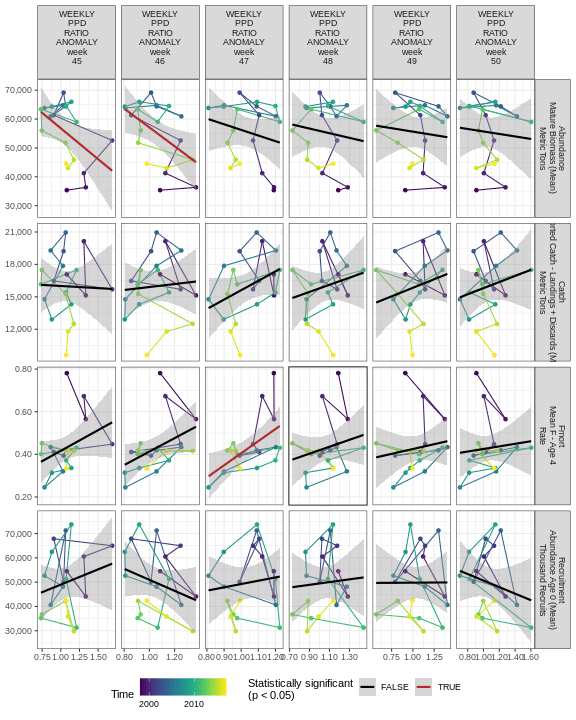 WEEKLY
PPD
RATIO
ANOMALY
week
45
WEEKLY
PPD
RATIO
ANOMALY
week
46
WEEKLY
PPD
RATIO
ANOMALY
week
47
WEEKLY
PPD
RATIO
ANOMALY
week
48
WEEKLY
PPD
RATIO
ANOMALY
week
49
WEEKLY
PPD
RATIO
ANOMALY
week
50
70,000
60,000
50,000
40,000
30,000
Abundance
Mature Biomass (Mean)
Metric Tons
21,000
18,000
15,000
12,000
Catch
rted Catch - Landings + Discards (M
Metric Tons
0.80
0.60
0.40
0.20
Fmort
Mean F - Age 4
Rate
70,000
60,000
50,000
40,000
30,000
Recruitment
Abundance Age 0 (Mean)
Thousand Recruits
0.75 1.00 1.25 1.50
0.80 1.00 1.20
0.80 0.90 1.00 1.10 1.20
0.70 0.90 1.10 1.30
0.75 1.00 1.25
0.80 1.00 1.20 1.40 1.60
Time
2000 2010
Statistically significant
(p < 0.05)
FALSE
TRUE